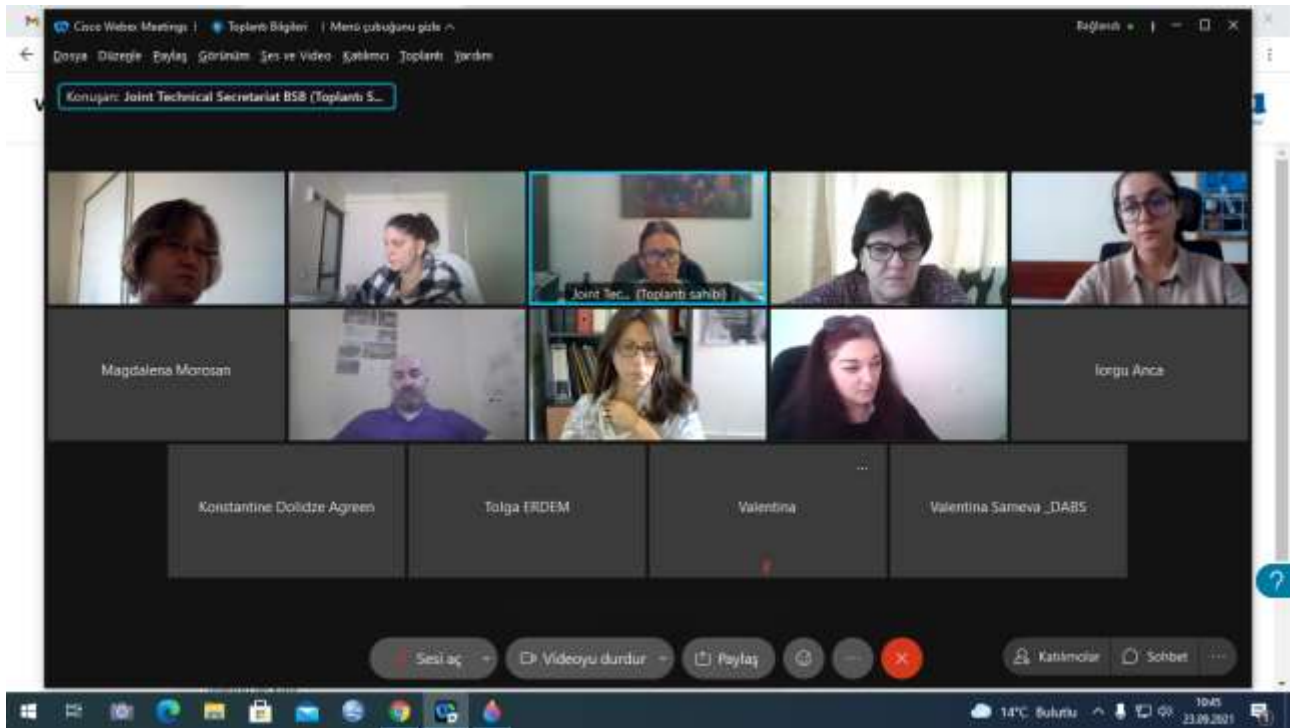 Cisco Webex Meetings | Toplantı Bilgileri | Menü çubuğunu gizle
Bağlandı
Dosya Düzenle Paylaş Görünüm Ses ve Video Katılımcı Toplantı Yardım
Konuşan: Joint Technical Secretariat BSB (Toplantı S...
Joint Tec... (Toplantı sahibi)
Magdalena Morosan
Iorgu Anca
Konstantine Dolidze Agreen
Tolga ERDEM
Valentina
Valentina Sameva _DABS
Sesi aç
Videoyu durdur
Paylaş
Katılımcılar
Sohbet
14°C Bulutlu
10:45
23.09.2021